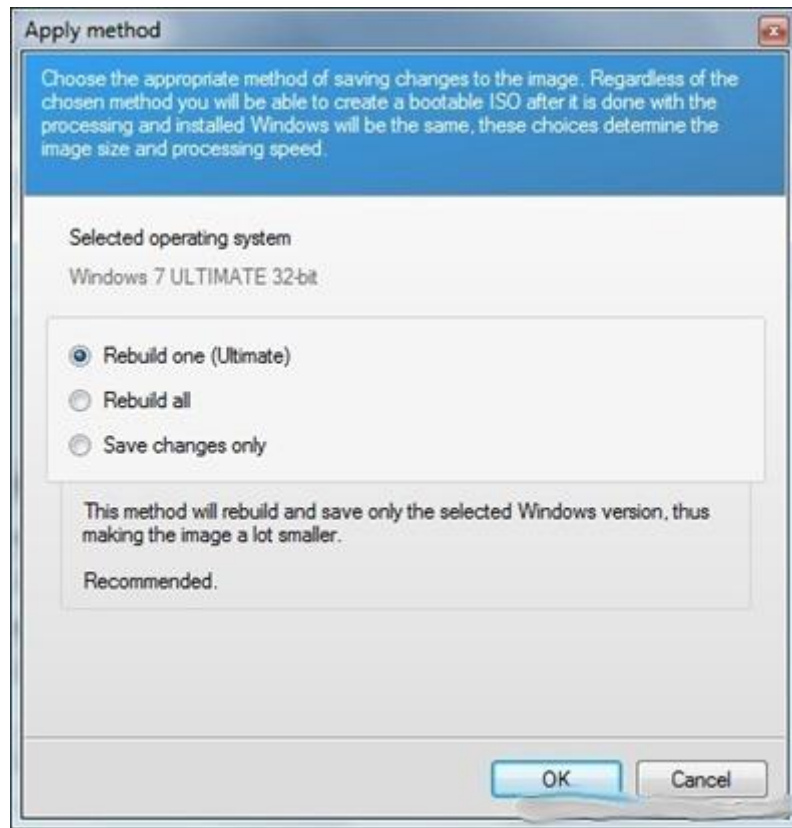 Apply method
Choose the appropriate method of saving changes to the image. Regardless of the
chosen method you will be able to create a bootable ISO after it is done with the
processing and installed Windows will be the same, these choices determine the
image size and processing speed.
Selected operating system
Windows 7 ULTIMATE 32-bit
Rebuild one (Ultimate)
Rebuild all
Save changes only
This method will rebuild and save only the selected Windows version, thus
making the image a lot smaller.
Recommended.
OK Cancel